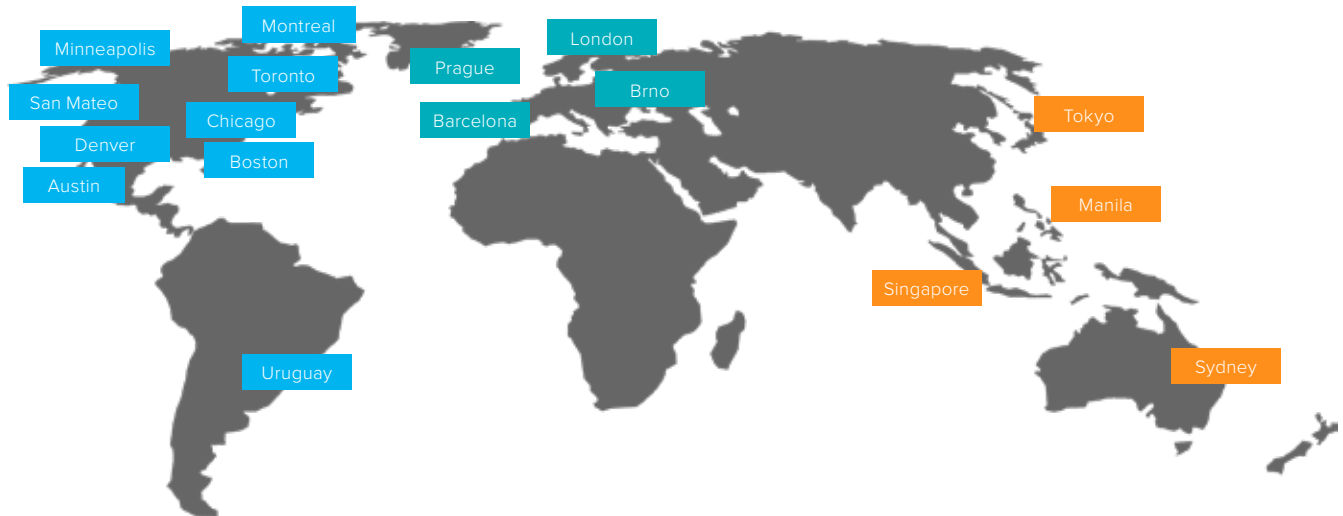 Montreal
Minneapolis
London
Toronto
Prague
Brno
San Mateo
Chicago
Barcelona
Tokyo
Denver
Boston
Austin
Manila
Singapore
Uruguay
Sydney